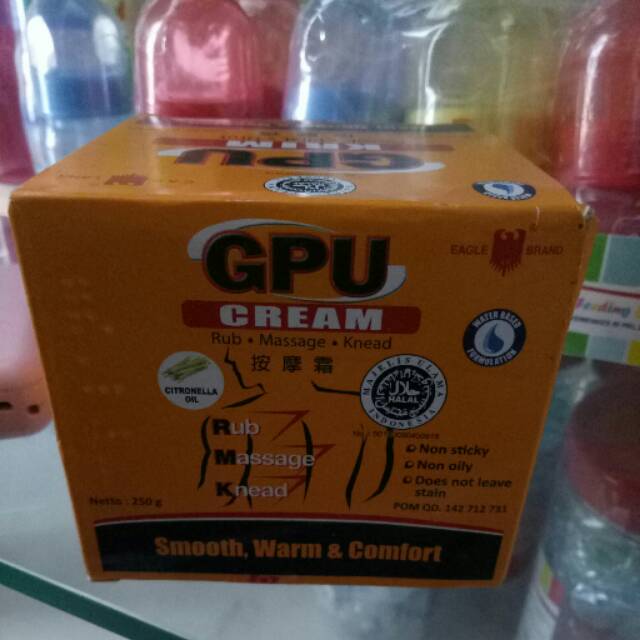 KRIM
GPU
GPU
EAGLE BRAND
CREAM
Rub • Massage • Knead
按摩霜
WATER BASED
FORMULATION
CITRONELLA
OIL
MAJELIS ULAMA
HALAL
INDONESIA
Rub
Massage
Knead
Non sticky
Non oily
Does not leave
stain
Netto : 250 g
POM QD. 142 712 731
Smooth, Warm & Comfort